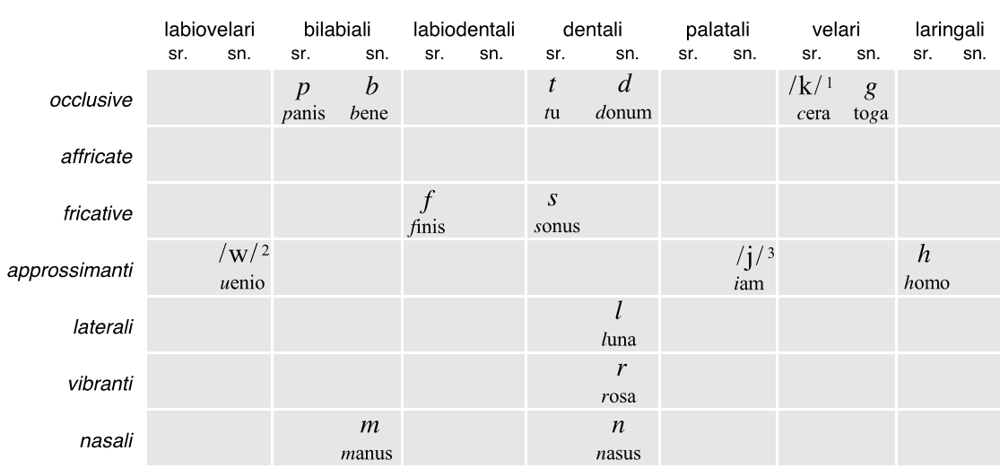 labiovelari bilabiali labiodentali dentali palatali velari laringali
sr. sn. sr. sn. sr. sn. sr. sn. sr. sn. sr. sn. sr. sn.
occlusive p b t d /k/ 1 g
panis bene tu donum cera toga
affricate
fricative f s
finis sonus
approssimanti /w/ 2 /j/ 3 h
uenio iam homo
laterali l
luna
vibranti r
rosa
nasali m n
manus nasus